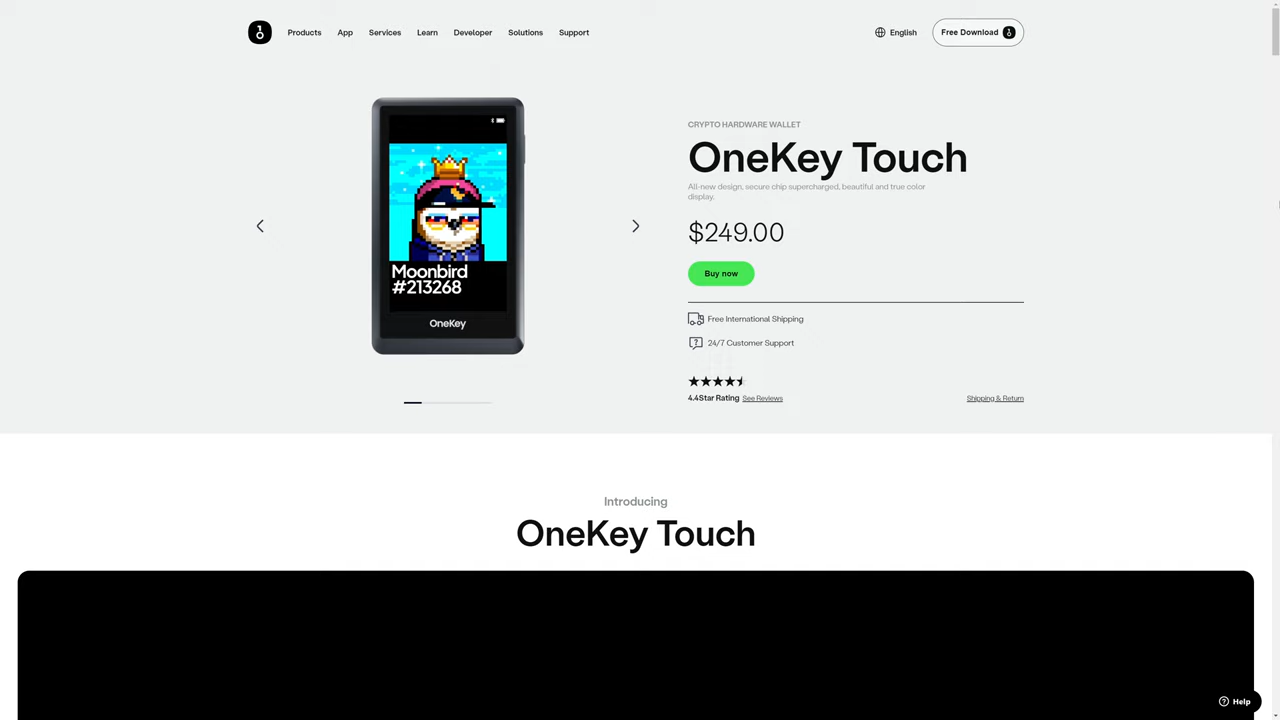 Products
App
Services
Learn
Developer
Solutions
Support
English
Free Download
Moonbird
#213268
OneKey
CRYPTO HARDWARE WALLET
OneKey Touch
All-new design, secure chip supercharged, beautiful and true color
display.
$249.00
Buy now
Free International Shipping
24/7 Customer Support
4.4Star Rating See Reviews
Shipping & Return
Introducing
OneKey Touch
Help